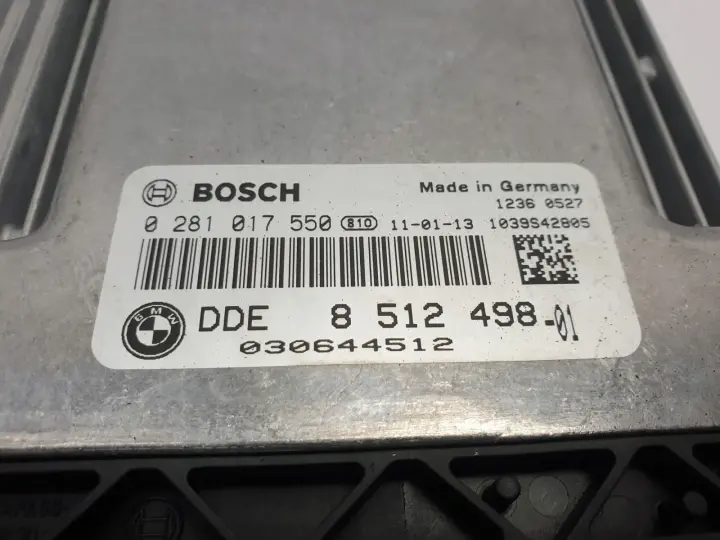 BOSCH
Made in Germany
1236 0527
0 281 017 550 810 11-01-13 1039S42805
BMW DDE 8 512 498-01
030644512